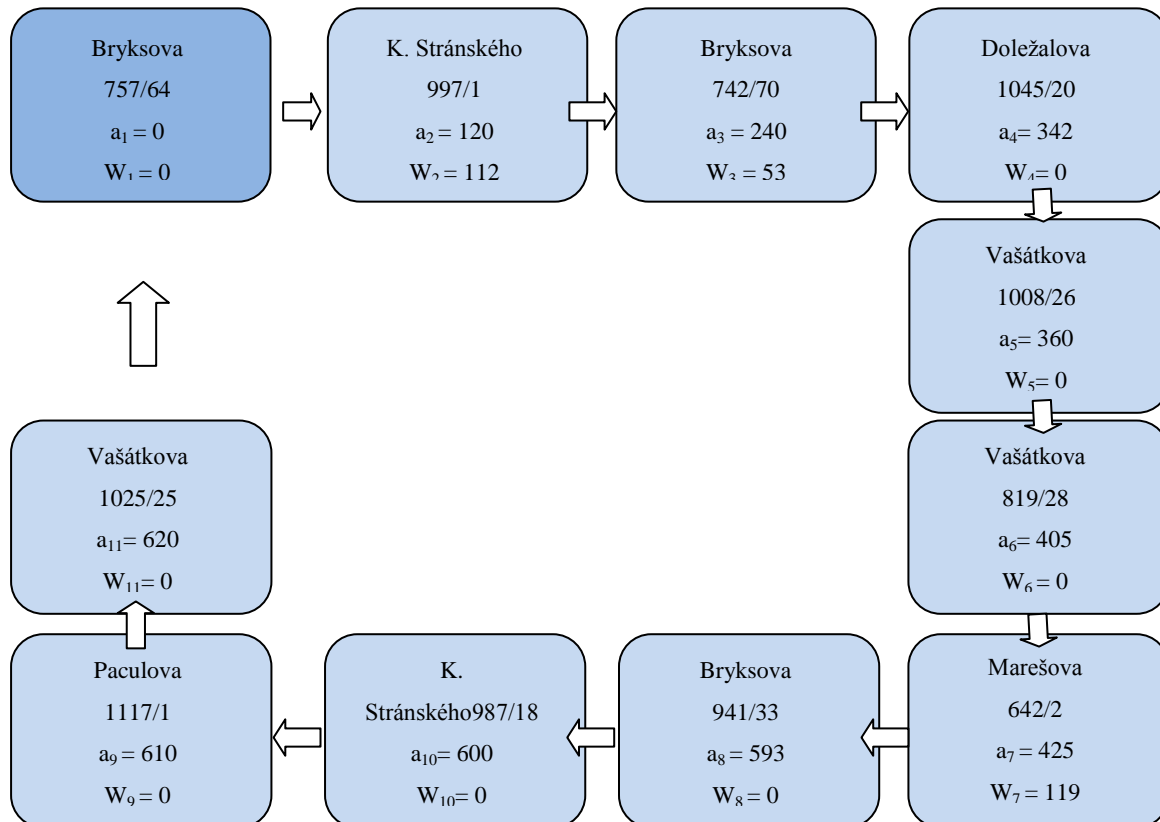 Bryksova
757/64
a₁ = 0
W₁ = 0
K. Stránského
997/1
a₂ = 120
W₂ = 112
Bryksova
742/70
a₃ = 240
W₃ = 53
Doležalova
1045/20
a₄= 342
W₄= 0
Vašátkova
1008/26
a₅= 360
W₅= 0
Vašátkova
819/28
a₆= 405
W₆= 0
Marešova
642/2
a₇= 425
W₇= 119
Bryksova
941/33
a₈ = 593
W₈ = 0
K.
Stránského987/18
a₁₀= 600
W₁₀= 0
Paculova
1117/1
a₉ = 610
W₉ = 0
Vašátkova
1025/25
a₁₁= 620
W₁₁= 0